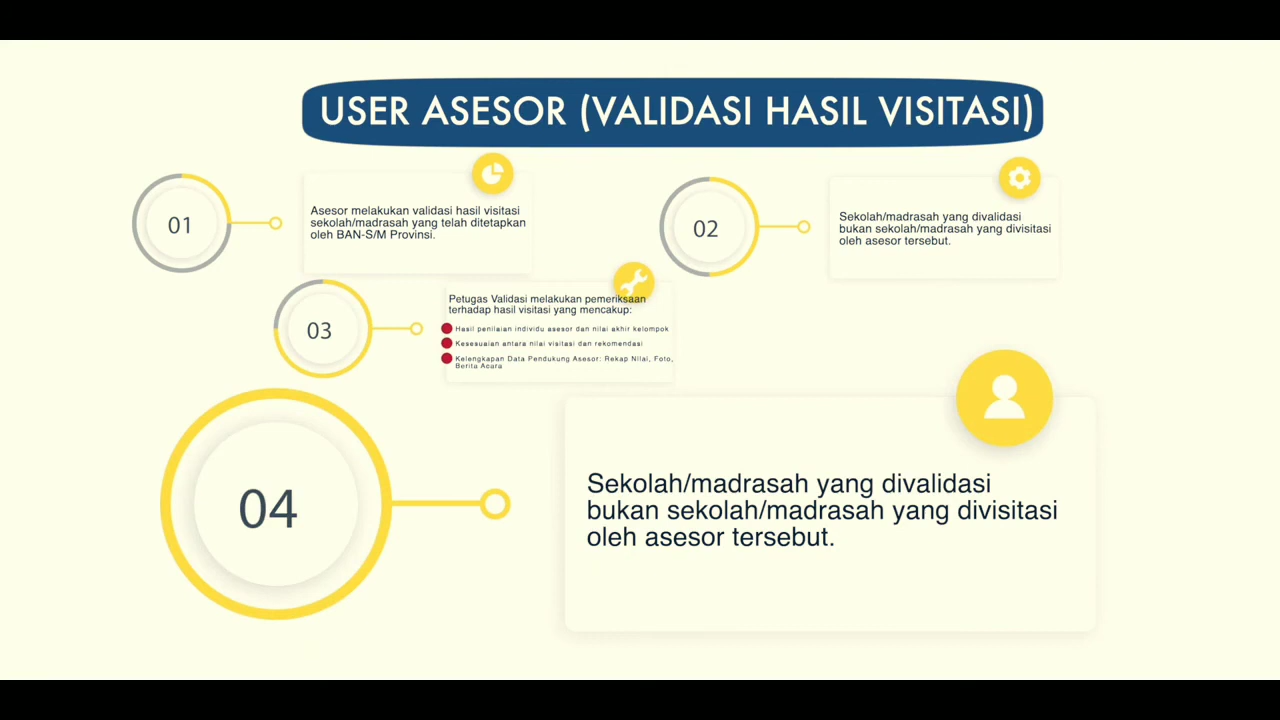 USER ASESOR (VALIDASI HASIL VISITASI)
01
Asesor melakukan validasi hasil visitasi
sekolah/madrasah yang telah ditetapkan
oleh BAN-S/M Provinsi.
02
Sekolah/madrasah yang divalidasi
bukan sekolah/madrasah yang divisitasi
oleh asesor tersebut.
03
Petugas Validasi melakukan pemeriksaan
terhadap hasil visitasi yang mencakup:
Hasil penilaian individu asesor dan nilai akhir kelompok
Kesesuaian antara nilai visitasi dan rekomendasi
Kelengkapan Data Pendukung Asesor: Rekap Nilai, Foto,
Berita Acara
04
Sekolah/madrasah yang divalidasi
bukan sekolah/madrasah yang divisitasi
oleh asesor tersebut.